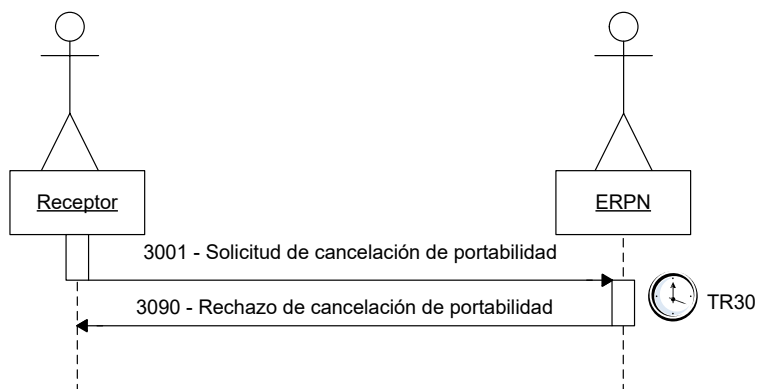 Receptor
ERPN
3001 - Solicitud de cancelación de portabilidad
3090 - Rechazo de cancelación de portabilidad
TR30